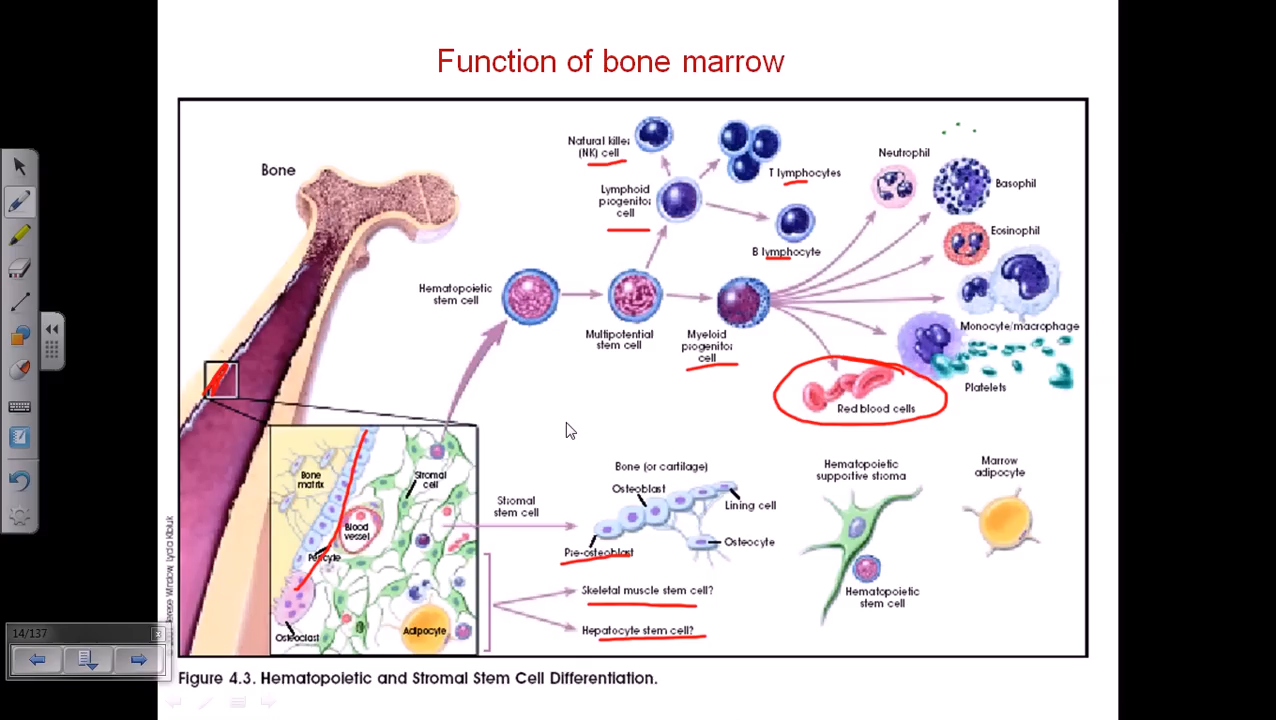 Function of bone marrow
Bone
Natural killer
(NK) cell
T lymphocytes
Lymphoid
progenitor
cell
B lymphocyte
Neutrophil
Basophil
Eosinophil
Monocyte/macrophage
Platelets
Red blood cells
Hematopoietic
stem cell
Multipotential
stem cell
Myeloid
progenitor
cell
Bone
matrix
Stromal
cell
Blood
vessel
Pericyte
Osteoclast
Adipocyte
Stromal
stem cell
Bone (or cartilage)
Osteoblast
Lining cell
Pre-osteoblast
Osteocyte
Skeletal muscle stem cell?
Hepatocyte stem cell?
Hematopoietic
supportive stroma
Hematopoietic
stem cell
Marrow
adipocyte
14/137
Figure 4.3. Hematopoietic and Stromal Stem Cell Differentiation.